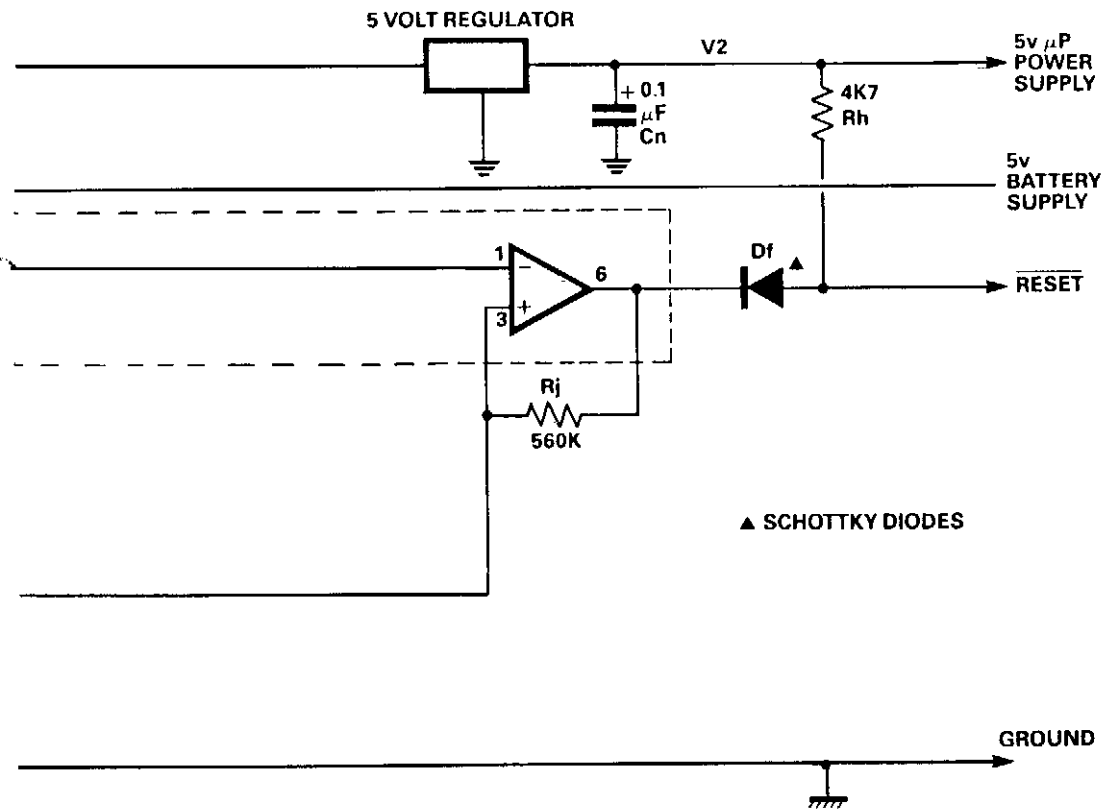 5 VOLT REGULATOR
V2
5v μP
POWER
SUPPLY
+ 0.1
μF
Cn
4K7
Rh
5v
BATTERY
SUPPLY
1
−
3
+
6
Df
▲
RESET
Rj
560K
▲ SCHOTTKY DIODES
GROUND